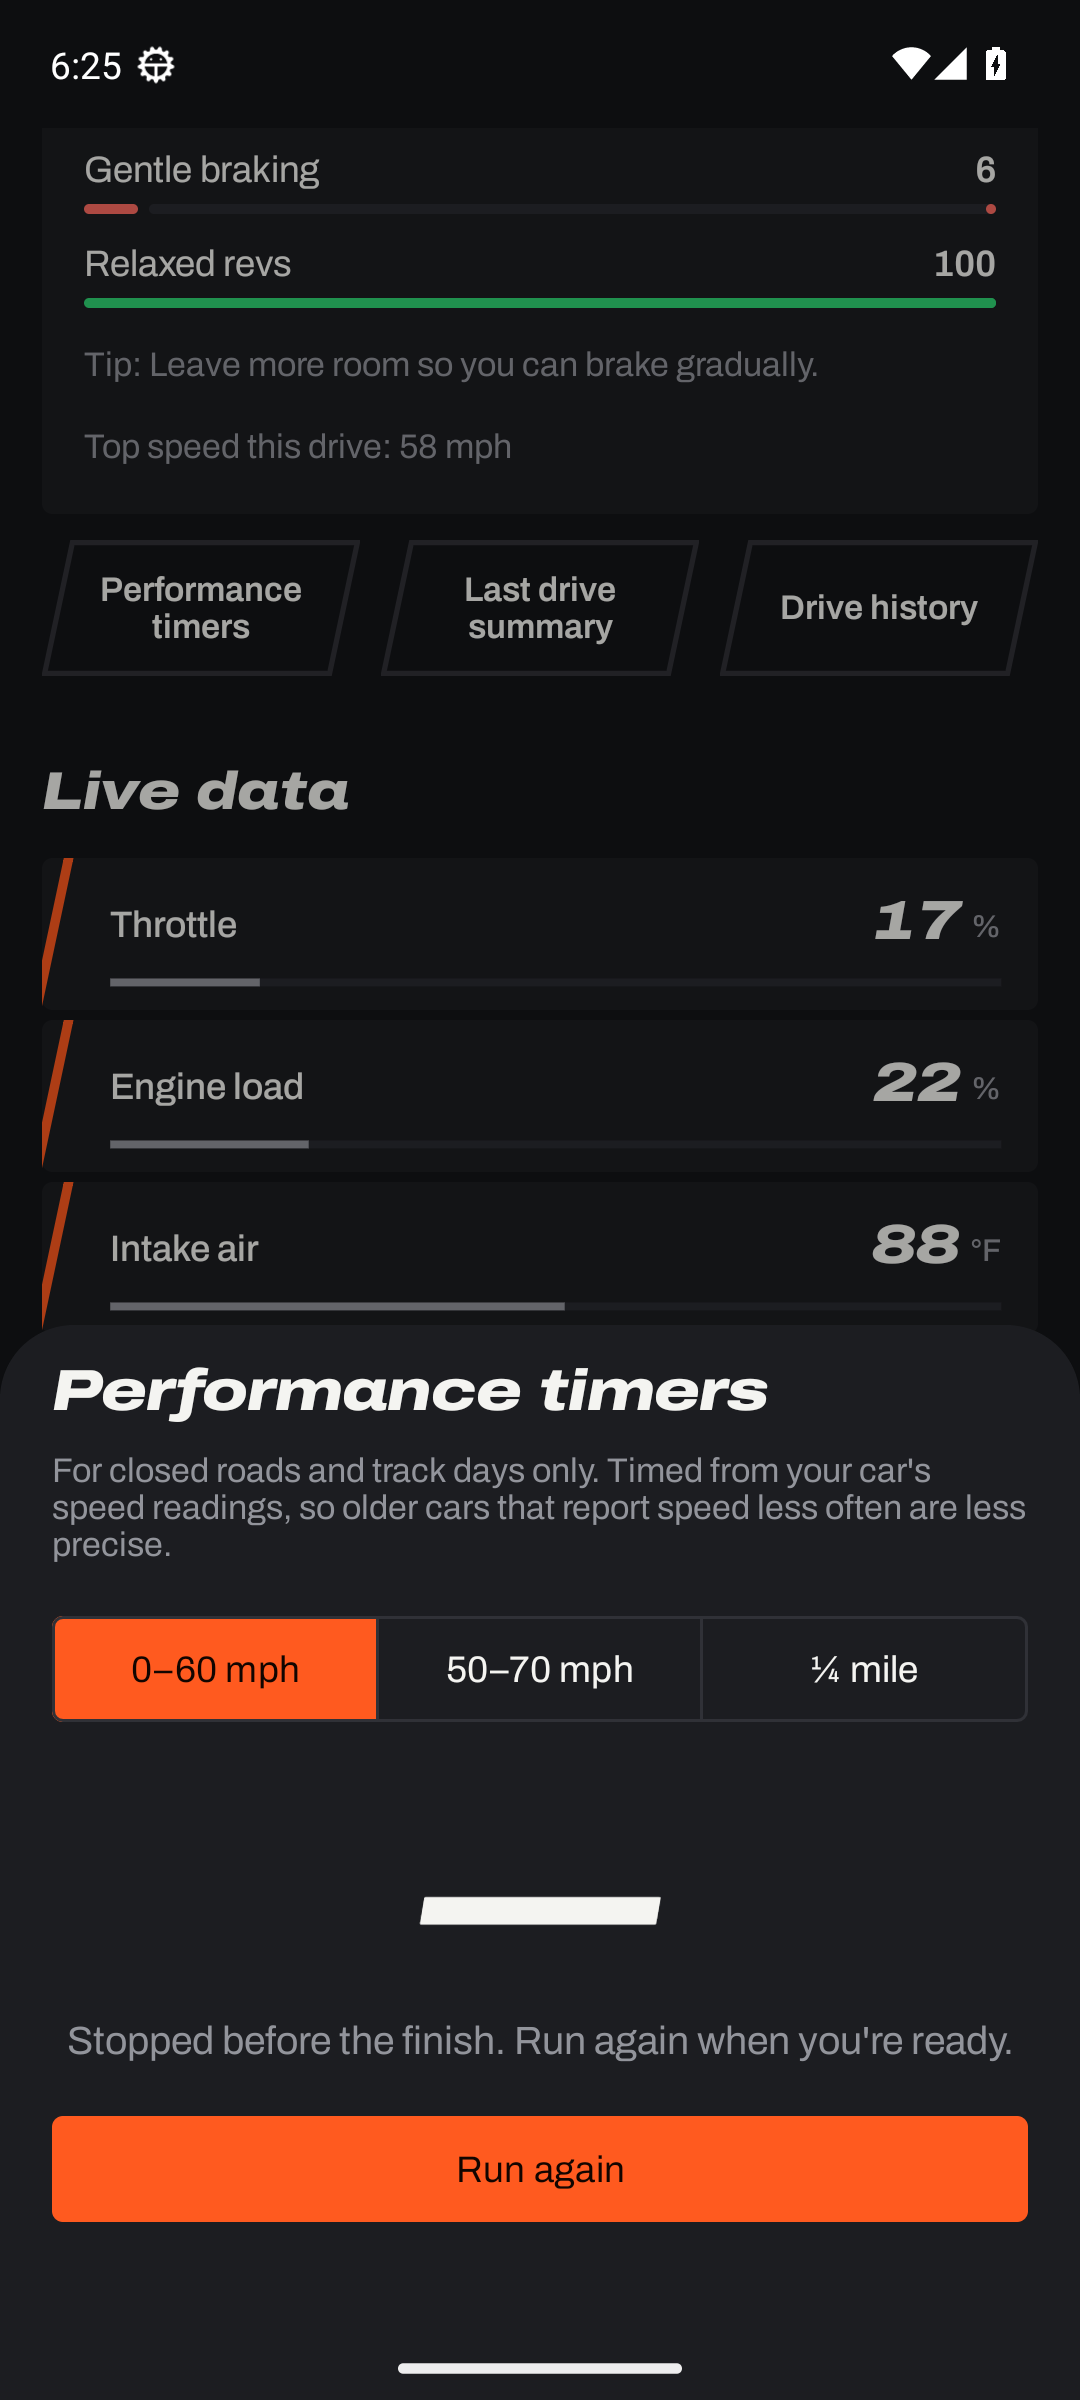 6:25
Gentle braking 6
Relaxed revs 100
Tip: Leave more room so you can brake gradually.
Top speed this drive: 58 mph
Performance timers
Last drive summary
Drive history
Live data
Throttle 17 %
Engine load 22 %
Intake air 88 °F
Performance timers
For closed roads and track days only. Timed from your car's
speed readings, so older cars that report speed less often are less
precise.
0–60 mph 50–70 mph ¼ mile
—
Stopped before the finish. Run again when you're ready.
Run again